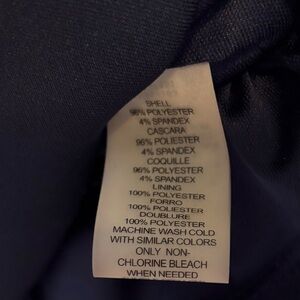 SHELL
96% POLYESTER
4% SPANDEX
CASCARA
96% POLIESTER
4% SPANDEX
COQUILLE
96% POLYESTER
4% SPANDEX
LINING
100% POLYESTER
FORRO
100% POLIESTER
DOUBLURE
100% POLYESTER
MACHINE WASH COLD
WITH SIMILAR COLORS
ONLY NON-
CHLORINE BLEACH
WHEN NEEDED